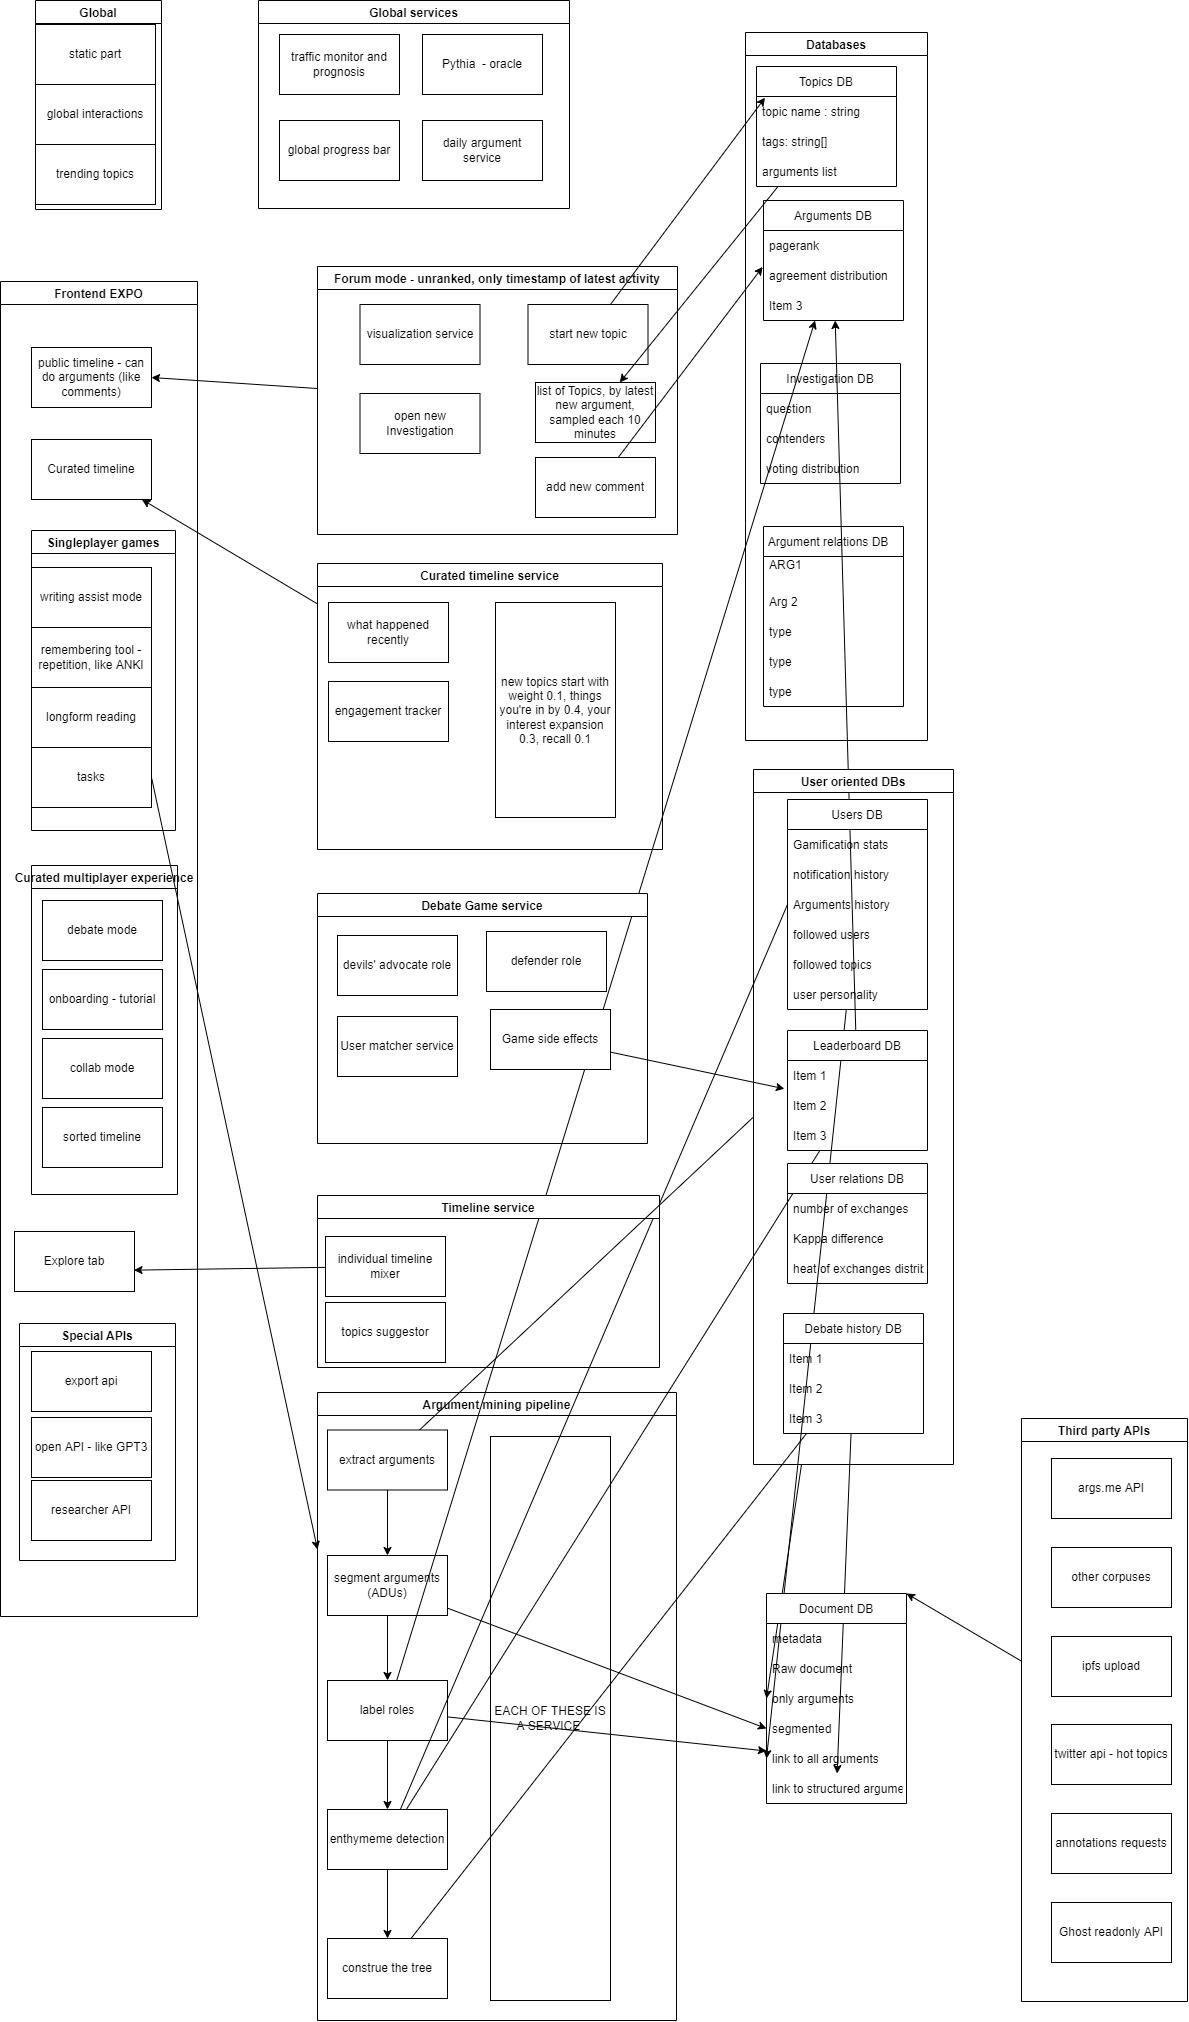 Global
static part
global interactions
trending topics
Global services
traffic monitor and
prognosis
Pythia - oracle
global progress bar
daily argument
service
Databases
Topics DB
topic name : string
tags: string[]
arguments list
Arguments DB
pagerank
agreement distribution
Item 3
Investigation DB
question
contenders
voting distribution
Argument relations DB
ARG1
Arg 2
type
type
type
Frontend EXPO
public timeline - can
do arguments (like
comments)
Curated timeline
Singleplayer games
writing assist mode
remembering tool -
repetition, like ANKI
longform reading
tasks
Curated multiplayer experience
debate mode
onboarding - tutorial
collab mode
sorted timeline
Explore tab
Special APIs
export api
open API - like GPT3
researcher API
Forum mode - unranked, only timestamp of latest activity
visualization service
start new topic
open new
Investigation
list of Topics, by latest
new argument,
sampled each 10
minutes
add new comment
Curated timeline service
what happened
recently
engagement tracker
new topics start with
weight 0.1, things
you're in by 0.4, your
interest expansion
0.3, recall 0.1
Debate Game service
devils' advocate role
defender role
User matcher service
Game side effects
Timeline service
individual timeline
mixer
topics suggestor
Argument mining pipeline
extract arguments
segment arguments
(ADUs)
label roles
enthymeme detection
construe the tree
EACH OF THESE IS
A SERVICE
User oriented DBs
Users DB
Gamification stats
notification history
Arguments history
followed users
followed topics
user personality
Leaderboard DB
Item 1
Item 2
Item 3
User relations DB
number of exchanges
Kappa difference
heat of exchanges distrib
Debate history DB
Item 1
Item 2
Item 3
Document DB
metadata
Raw document
only arguments
segmented
link to all arguments
link to structured argume
Third party APIs
args.me API
other corpuses
ipfs upload
twitter api - hot topics
annotations requests
Ghost readonly API